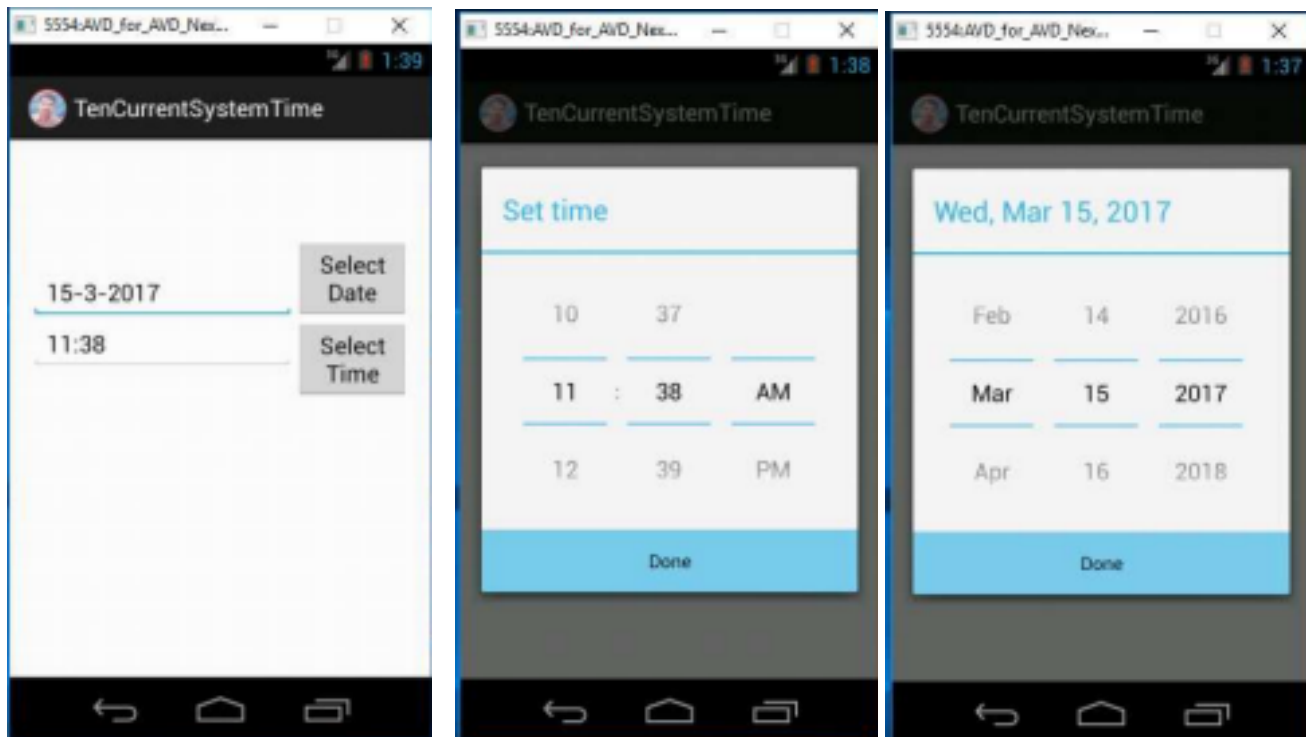 5554:AVD_for_AVD_Nex...
1:39
TenCurrentSystemTime
15-3-2017
Select
Date
11:38
Select
Time
5554:AVD_for_AVD_Nex...
1:38
TenCurrentSystemTime
Set time
10 37
11 : 38 AM
12 39 PM
Done
5554:AVD_for_AVD_Nex...
1:37
TenCurrentSystemTime
Wed, Mar 15, 2017
Feb 14 2016
Mar 15 2017
Apr 16 2018
Done